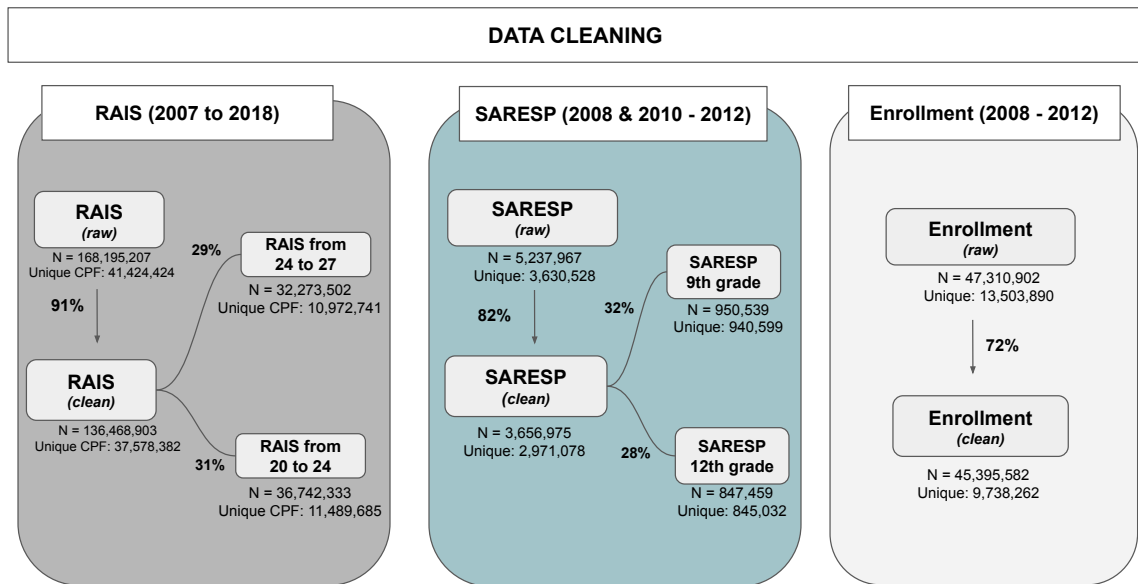 DATA CLEANING
RAIS (2007 to 2018)
RAIS
(raw)
N = 168,195,207
Unique CPF: 41,424,424
91%
RAIS
(clean)
N = 136,468,903
Unique CPF: 37,578,382
29%
RAIS from
24 to 27
N = 32,273,502
Unique CPF: 10,972,741
31%
RAIS from
20 to 24
N = 36,742,333
Unique CPF: 11,489,685
SARESP (2008 & 2010 - 2012)
SARESP
(raw)
N = 5,237,967
Unique: 3,630,528
82%
SARESP
(clean)
N = 3,656,975
Unique: 2,971,078
32%
SARESP
9th grade
N = 950,539
Unique: 940,599
28%
SARESP
12th grade
N = 847,459
Unique: 845,032
Enrollment (2008 - 2012)
Enrollment
(raw)
N = 47,310,902
Unique: 13,503,890
72%
Enrollment
(clean)
N = 45,395,582
Unique: 9,738,262